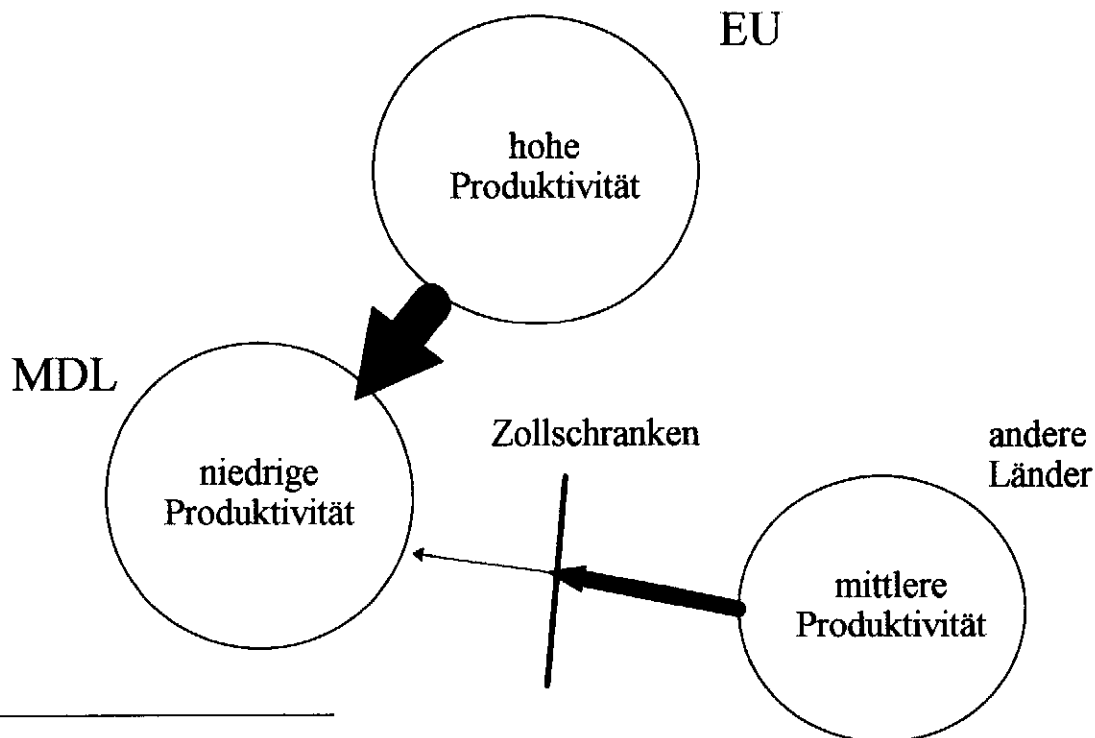 EU
hohe
Produktivität
MDL
niedrige
Produktivität
Zollschranken
andere
Länder
mittlere
Produktivität